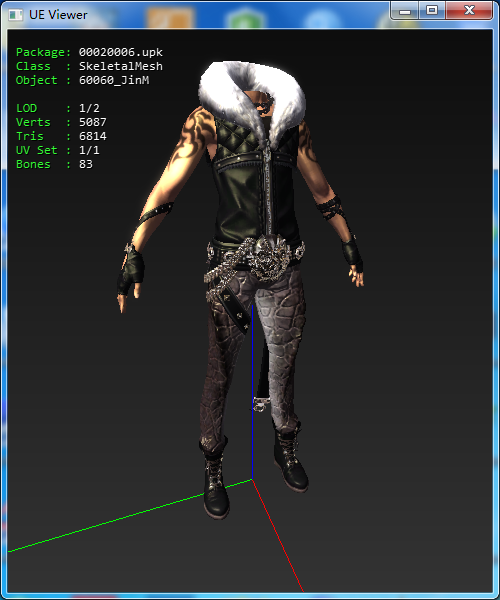 UE Viewer
Package: 00020006.upk
Class : SkeletalMesh
Object : 60060_JinM
LOD : 1/2
Verts : 5087
Tris : 6814
UV Set : 1/1
Bones : 83